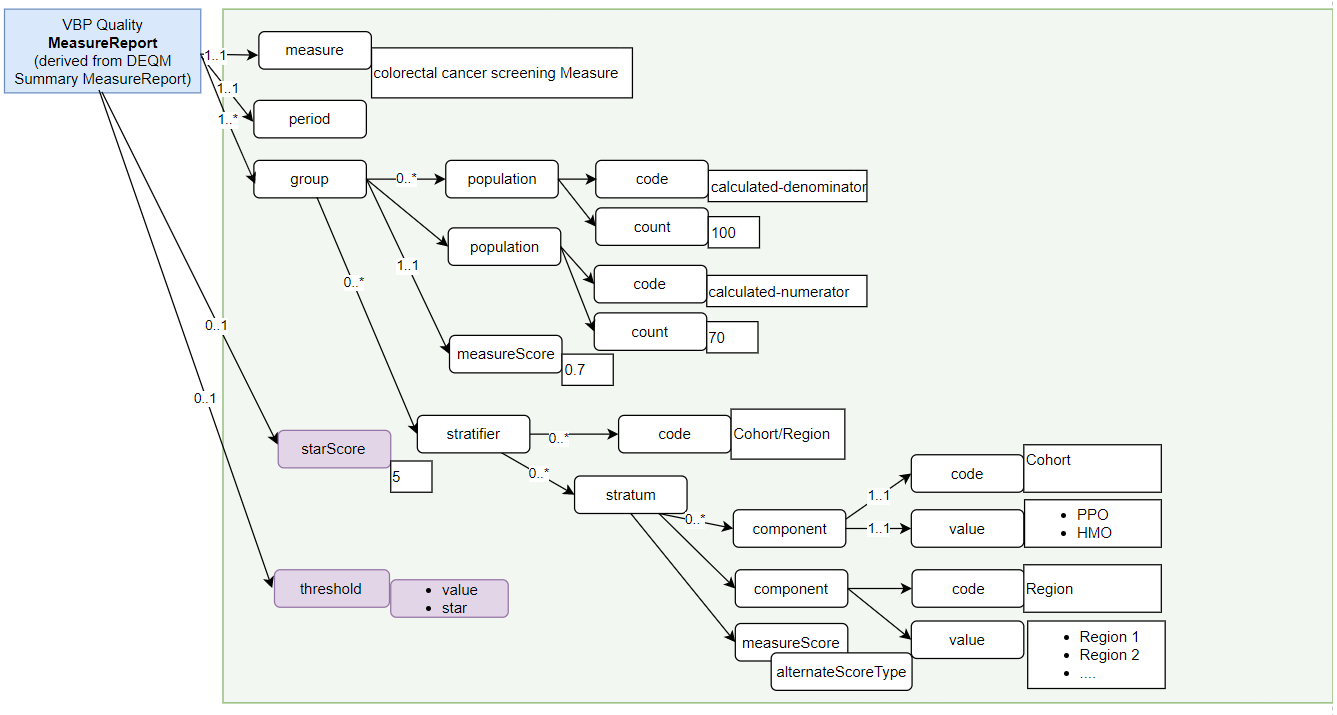 VBP Quality
MeasureReport
(derived from DEQM
Summary MeasureReport)
1..1
measure
colorectal cancer screening Measure
1..1
period
1..*
group
0..*
population
code
calculated-denominator
count
100
population
code
calculated-numerator
count
70
1..1
measureScore
0.7
0..*
0..1
0..1
starScore
5
stratifier
0..*
code
Cohort/Region
0..*
stratum
0..*
component
1..1
code
Cohort
1..1
value
• PPO
• HMO
component
code
Region
value
• Region 1
• Region 2
• ....
measureScore
alternateScoreType
threshold
• value
• star